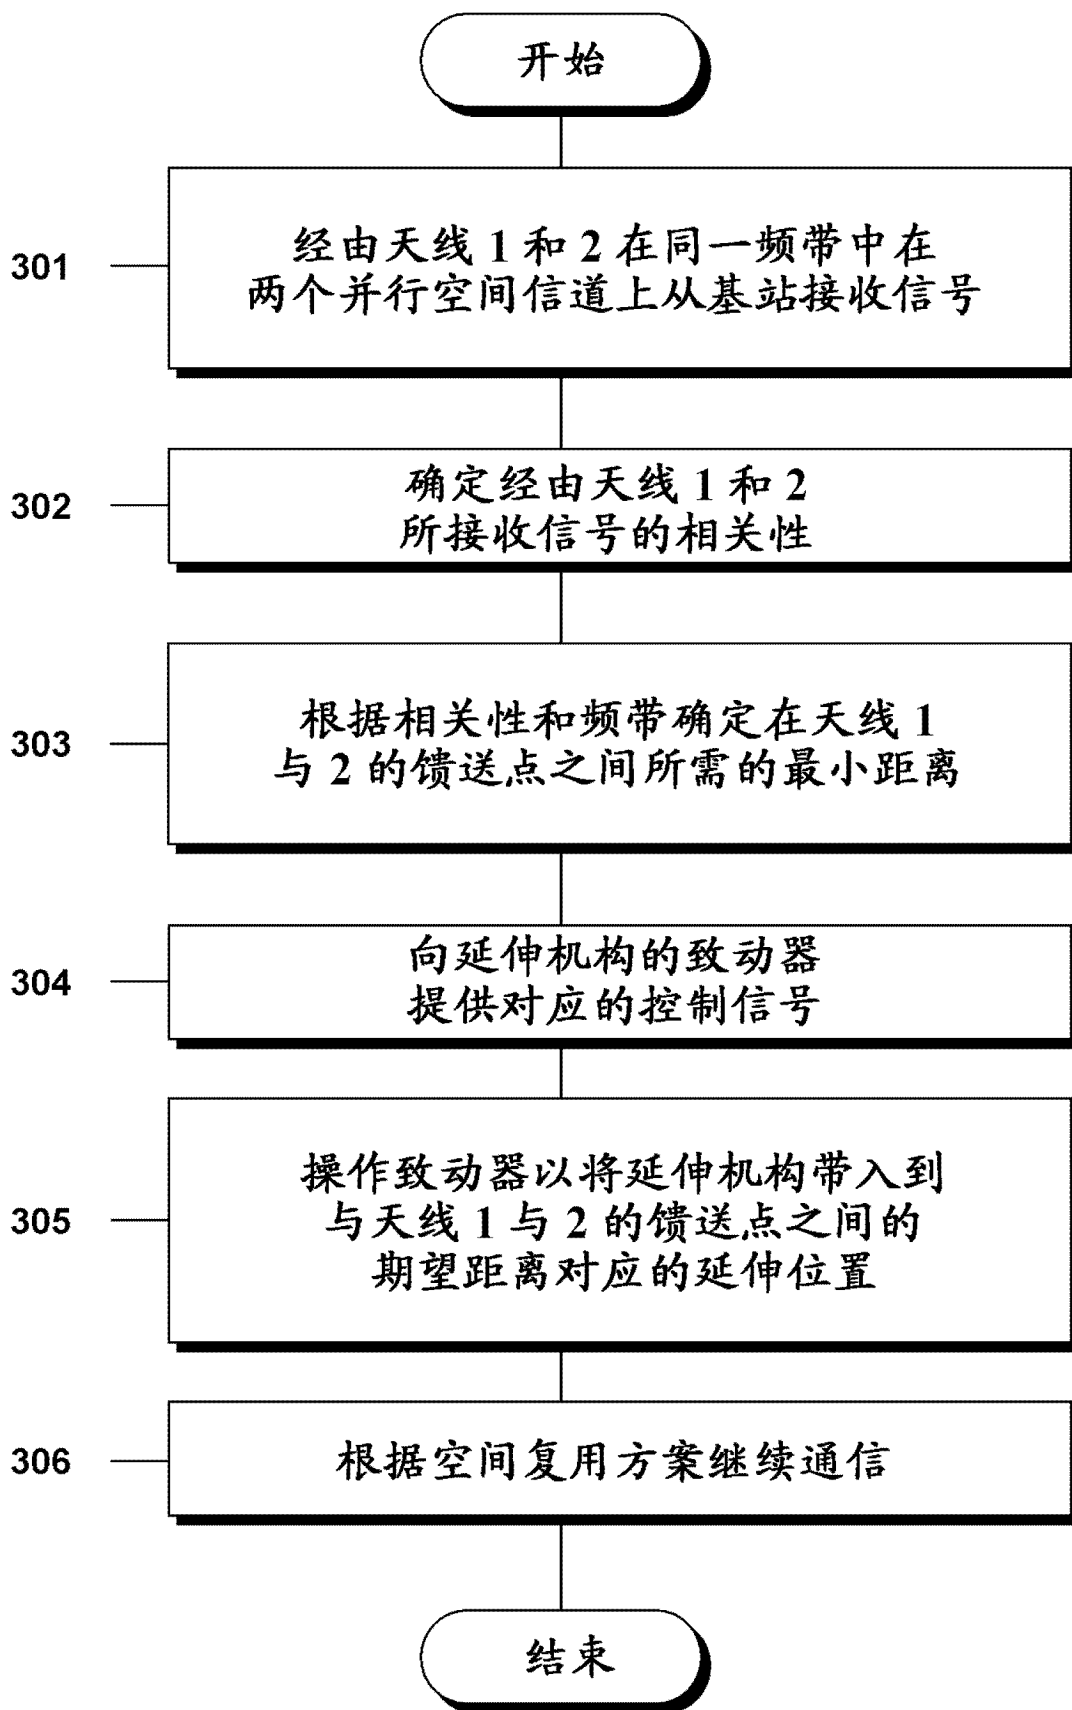 开始
301
经由天线 1 和 2 在同一频带中在
两个并行空间信道上从基站接收信号
302
确定经由天线 1 和 2
所接收信号的相关性
303
根据相关性和频带确定在天线 1
与 2 的馈送点之间所需的最小距离
304
向延伸机构的致动器
提供对应的控制信号
305
操作致动器以将延伸机构带入到
与天线 1 与 2 的馈送点之间的
期望距离对应的延伸位置
306
根据空间复用方案继续通信
结束